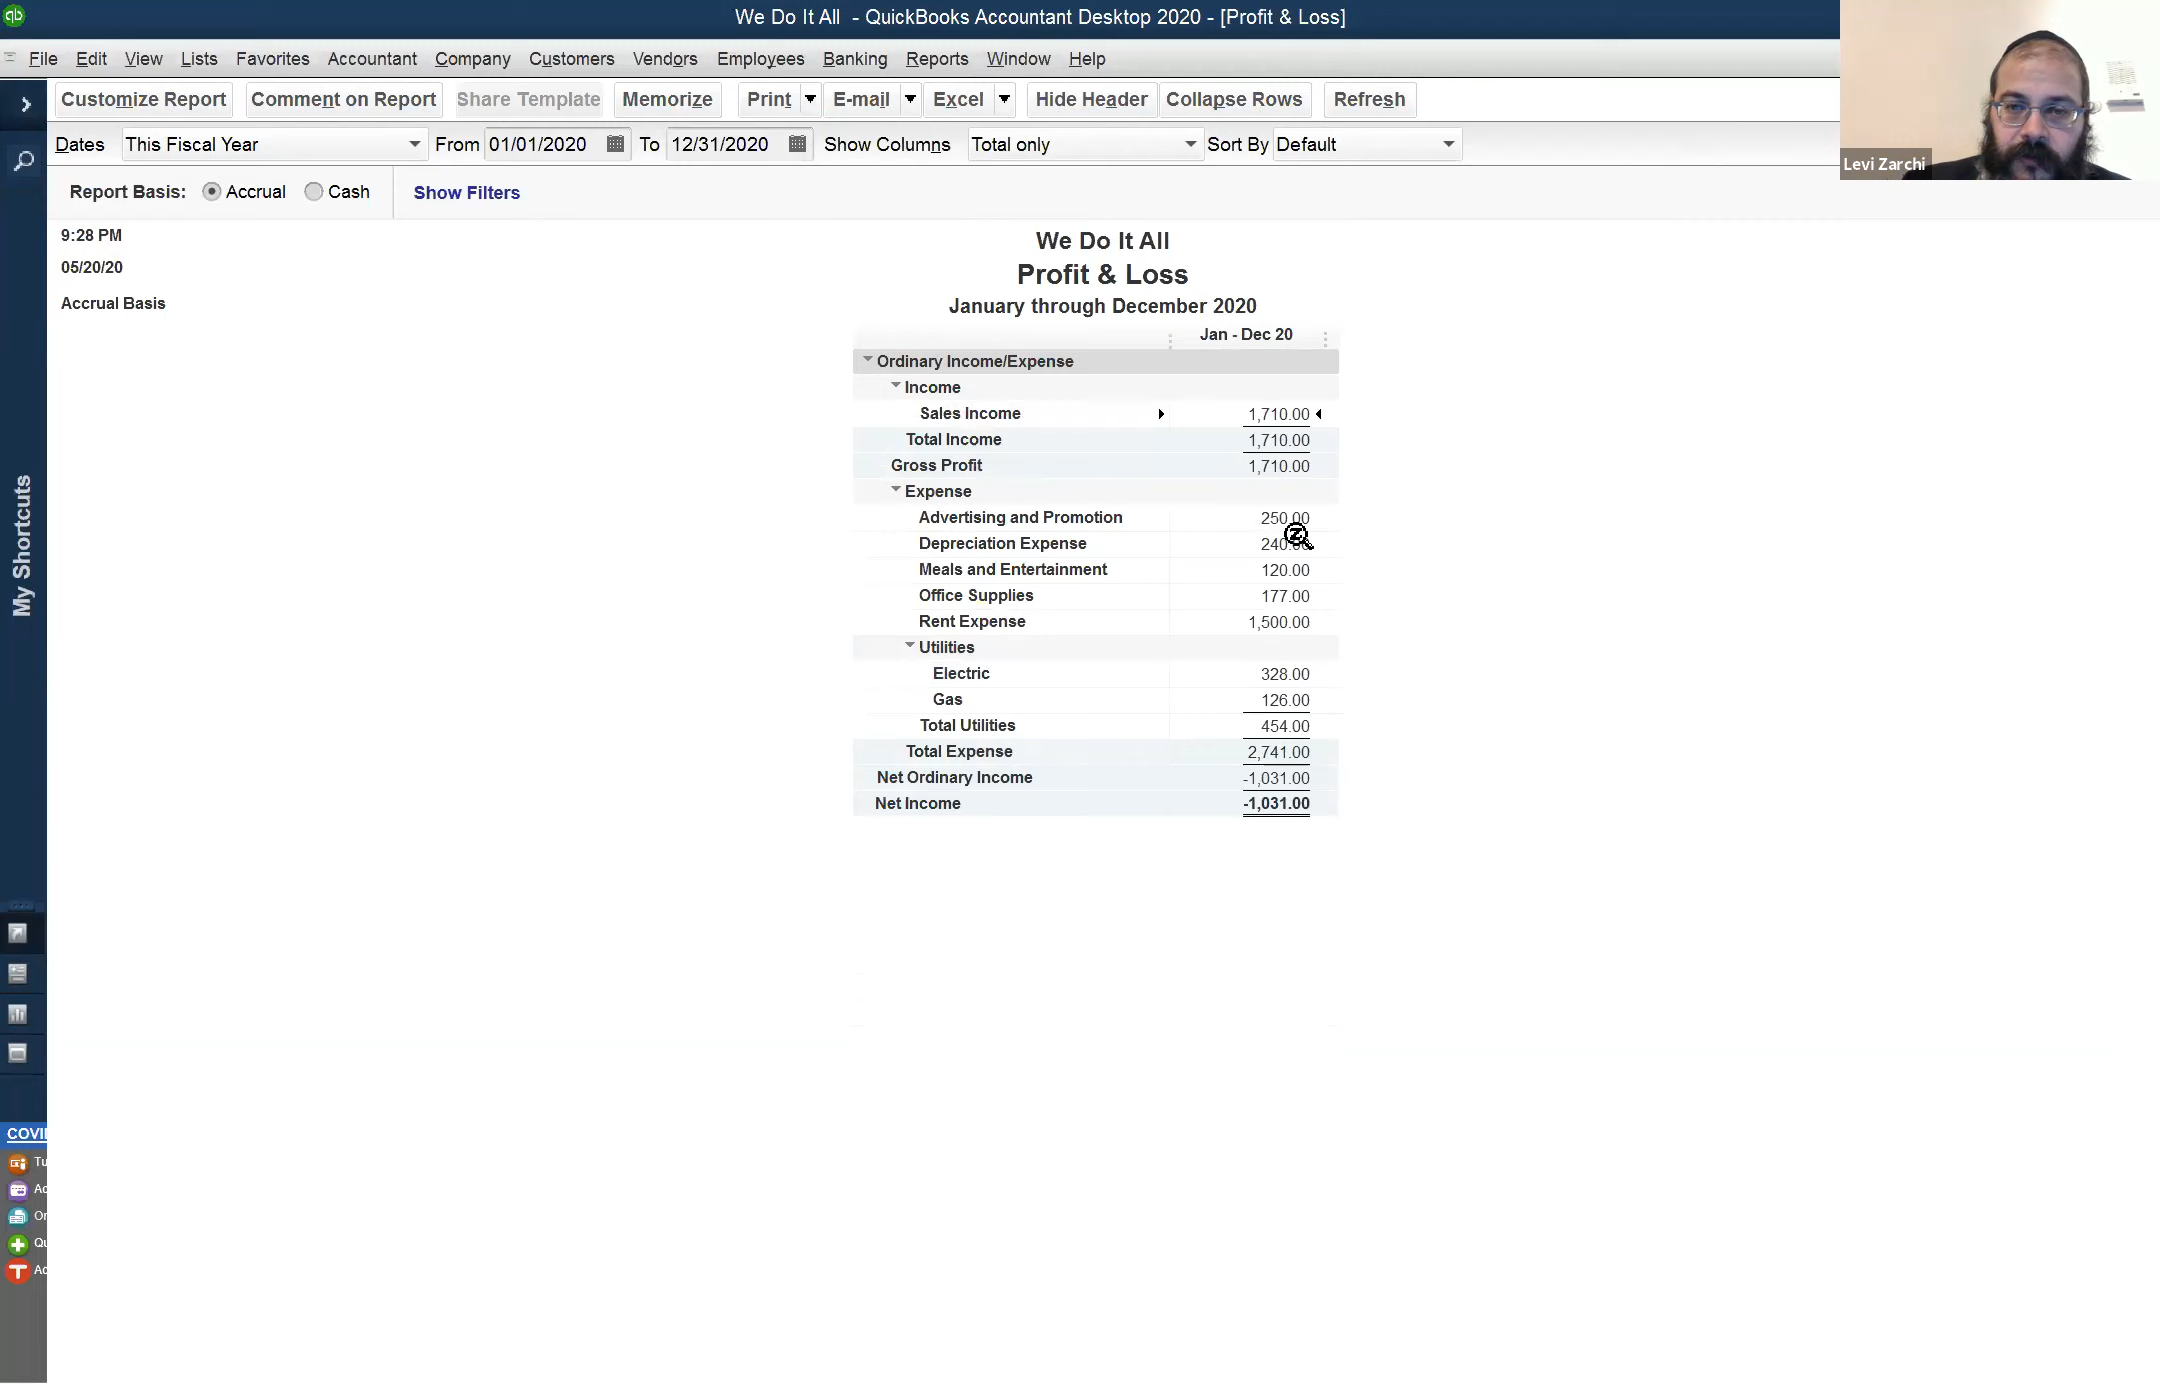 We Do It All - QuickBooks Accountant Desktop 2020 - [Profit & Loss]
File Edit View Lists Favorites Accountant Company Customers Vendors Employees Banking Reports Window Help
Customize Report Comment on Report Share Template Memorize Print E-mail Excel Hide Header Collapse Rows Refresh
Dates This Fiscal Year From 01/01/2020 To 12/31/2020 Show Columns Total only Sort By Default
Levi Zarchi
Report Basis: Accrual Cash Show Filters
9:28 PM
05/20/20
Accrual Basis
We Do It All
Profit & Loss
January through December 2020
Jan - Dec 20
Ordinary Income/Expense
Income
Sales Income 1,710.00
Total Income 1,710.00
Gross Profit 1,710.00
Expense
Advertising and Promotion 250.00
Depreciation Expense 240.00
Meals and Entertainment 120.00
Office Supplies 177.00
Rent Expense 1,500.00
Utilities
Electric 328.00
Gas 126.00
Total Utilities 454.00
Total Expense 2,741.00
Net Ordinary Income -1,031.00
Net Income -1,031.00
My Shortcuts
COVI
Tu
Ac
Or
Qu
Ac